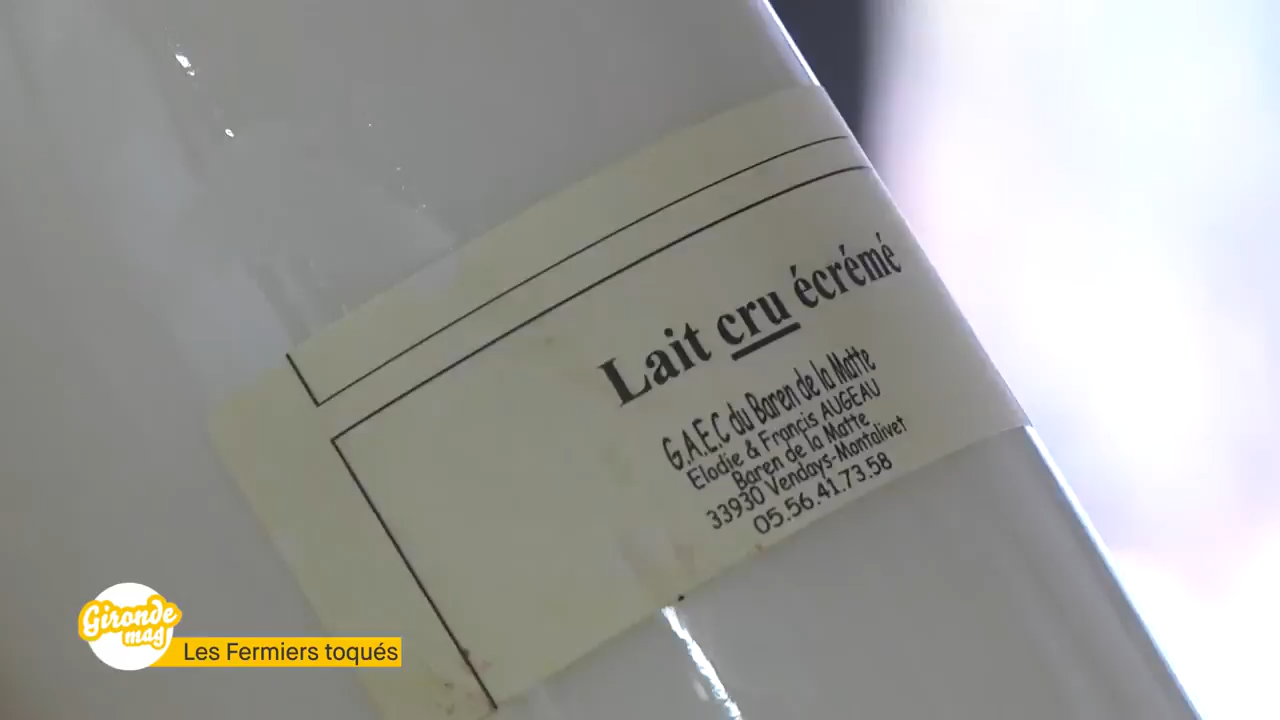 Lait cru écrémé
G.A.E.C du Baren de la Matte
Elodie & Francis AUGEAU
Baren de la Matte
33930 Vendays-Montalivet
05.56.41.73.58
Gironde
mag
Les Fermiers toqués